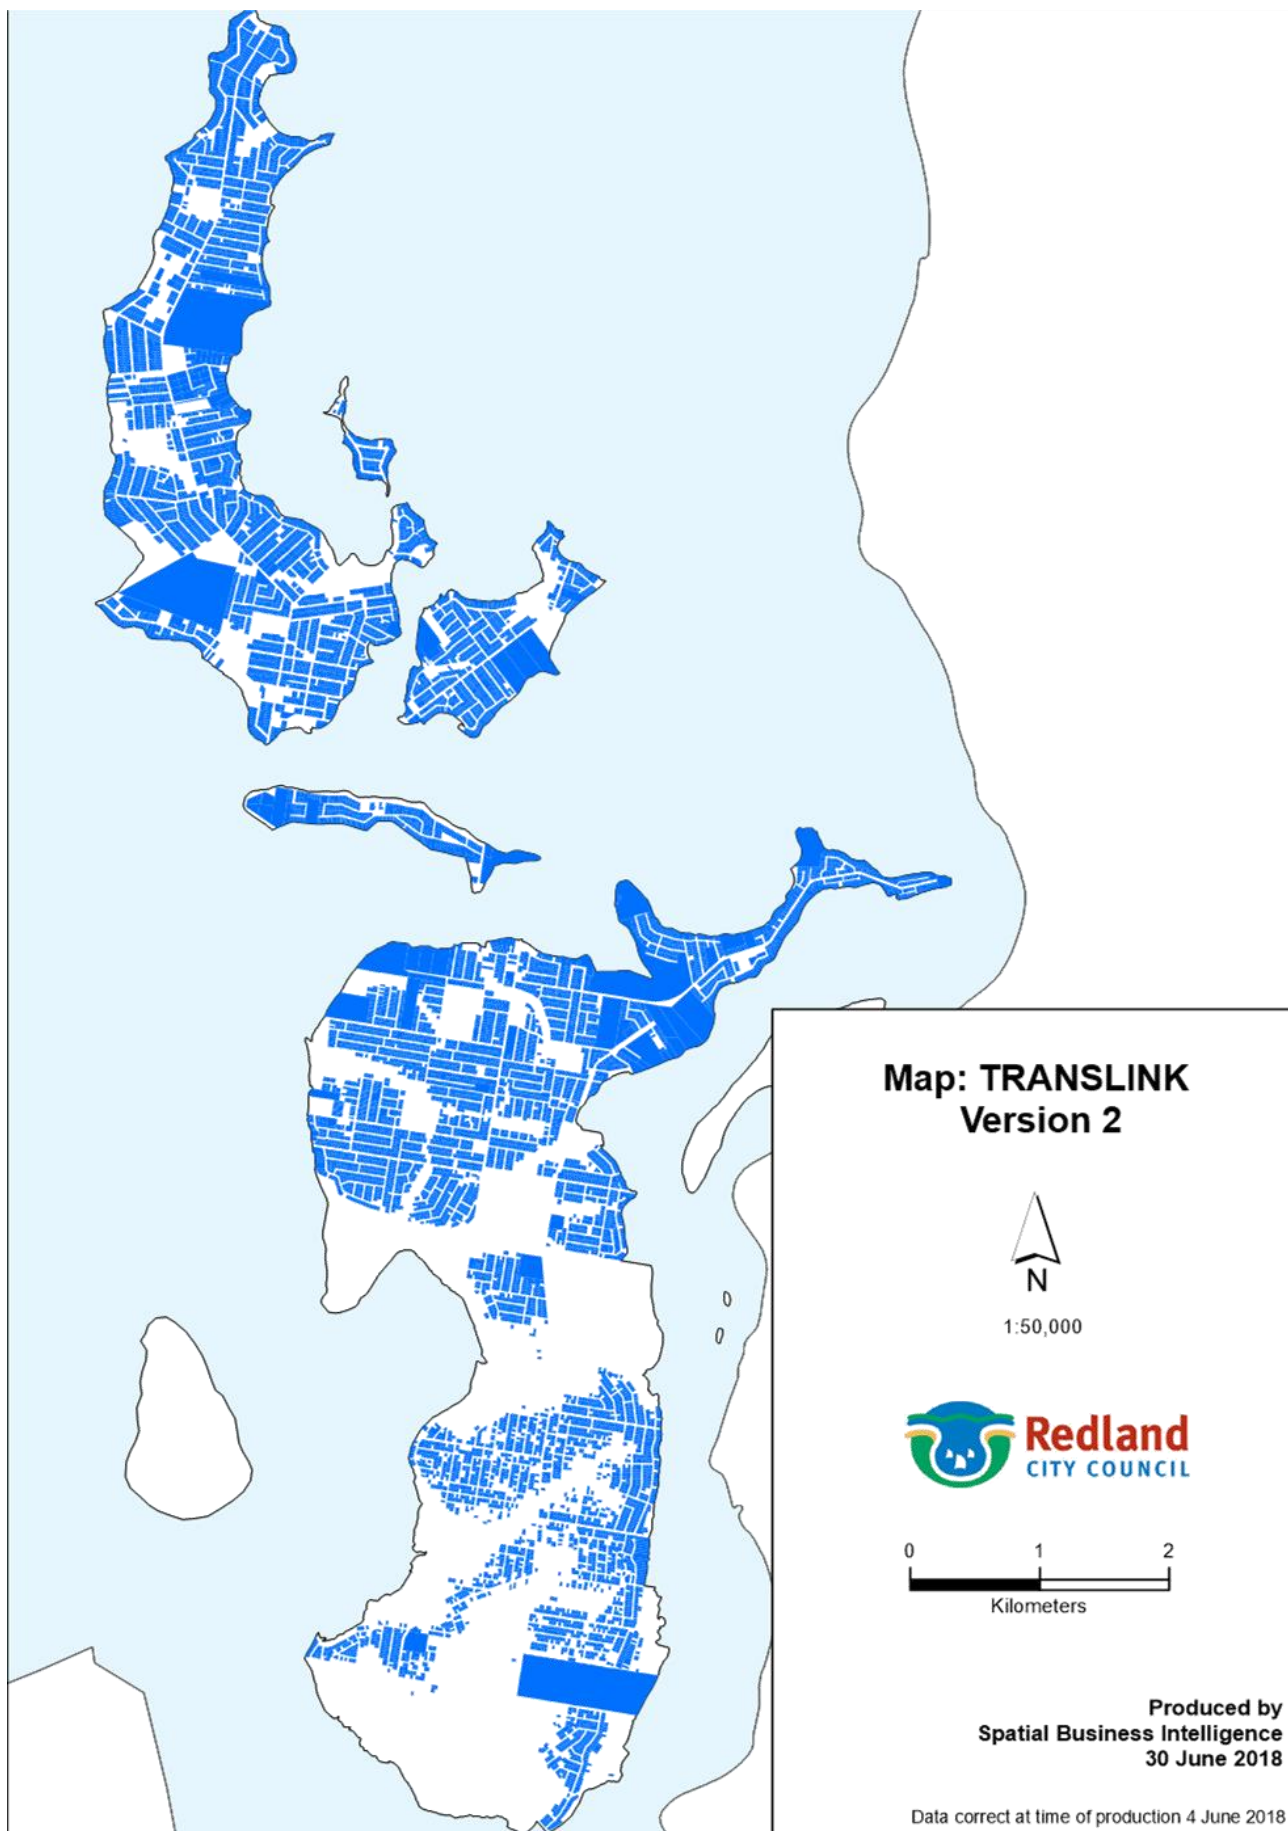 Map: TRANSLINK
Version 2
N
1:50,000
Redland
CITY COUNCIL
0 1 2
Kilometers
Produced by
Spatial Business Intelligence
30 June 2018
Data correct at time of production 4 June 2018